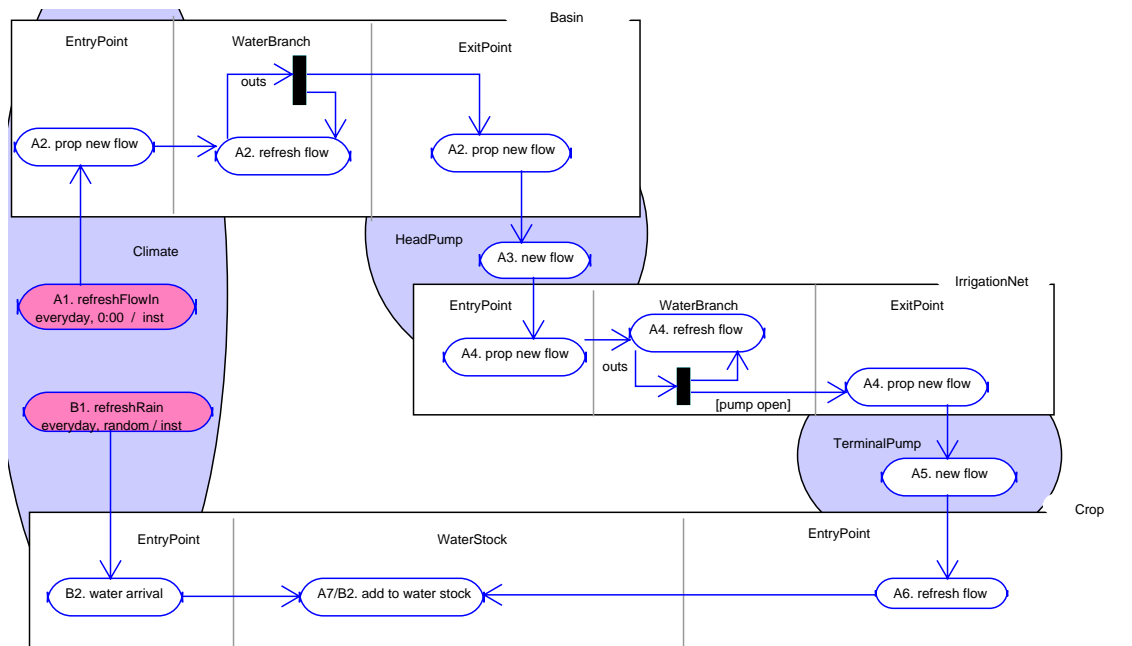 Basin
EntryPoint
WaterBranch
ExitPoint
outs
A2. prop new flow
A2. refresh flow
A2. prop new flow
Climate
HeadPump
A3. new flow
A1. refreshFlowIn
everyday, 0:00 / inst
IrrigationNet
EntryPoint
WaterBranch
ExitPoint
A4. refresh flow
A4. prop new flow
outs
A4. prop new flow
[pump open]
B1. refreshRain
everyday, random / inst
TerminalPump
A5. new flow
Crop
EntryPoint
WaterStock
EntryPoint
B2. water arrival
A7/B2. add to water stock
A6. refresh flow